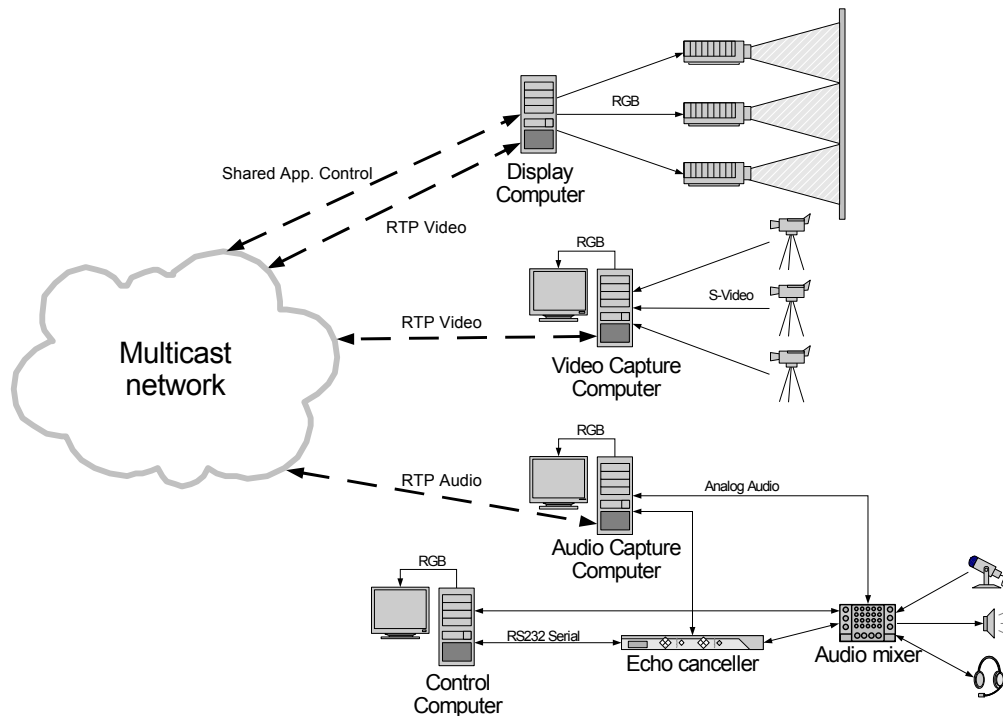 RGB
Display
Computer
Shared App. Control
RTP Video
RGB
S-Video
RTP Video
Video Capture
Computer
Multicast
network
RGB
RTP Audio
Analog Audio
Audio Capture
Computer
RGB
RS232 Serial
Echo canceller
Audio mixer
Control
Computer